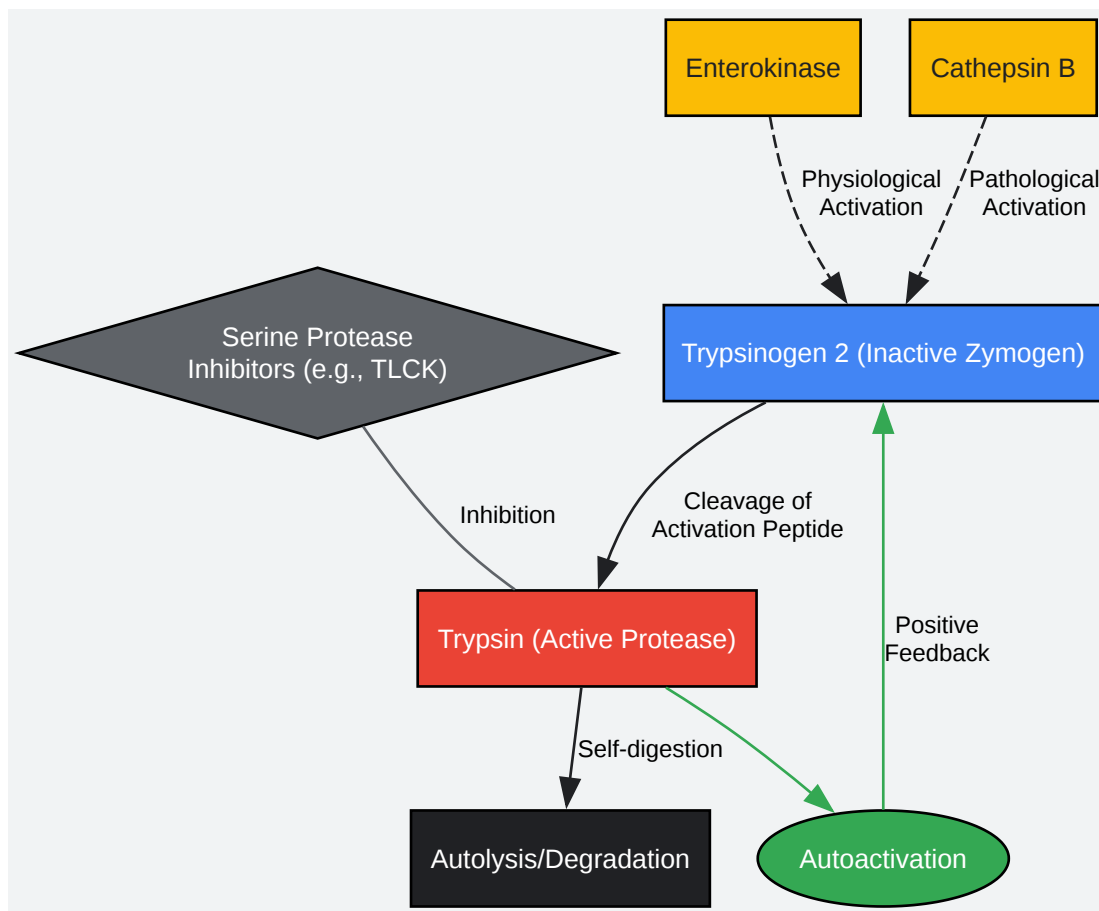 Enterokinase
Cathepsin B
Physiological
Activation
Pathological
Activation
Serine Protease
Inhibitors (e.g., TLCK)
Trypsinogen 2 (Inactive Zymogen)
Inhibition
Cleavage of
Activation Peptide
Trypsin (Active Protease)
Positive
Feedback
Self-digestion
Autolysis/Degradation
Autoactivation